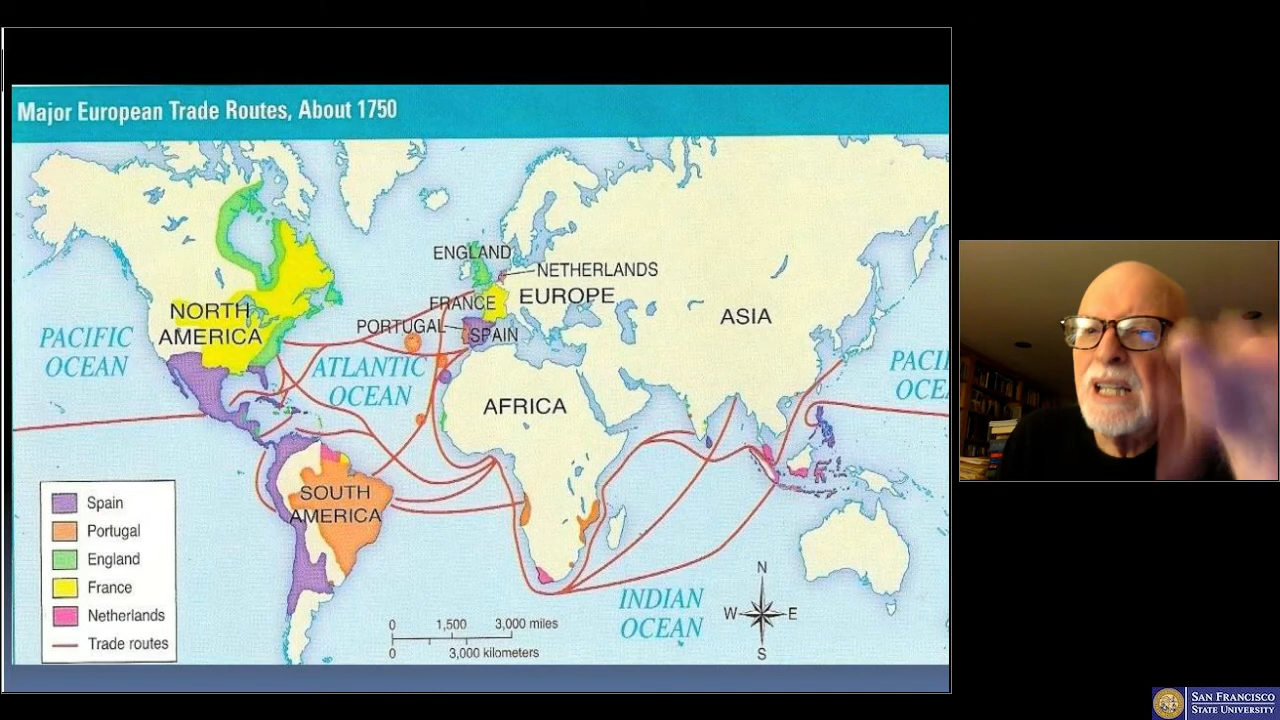 Major European Trade Routes, About 1750
ENGLAND
NETHERLANDS
EUROPE
FRANCE
PORTUGAL
SPAIN
NORTH
AMERICA
ASIA
PACIFIC
OCEAN
ATLANTIC
OCEAN
AFRICA
PACI
OCE
SOUTH
AMERICA
INDIAN
OCEAN
Spain
Portugal
England
France
Netherlands
Trade routes
0 1,500 3,000 miles
0 3,000 kilometers
N
W E
S
SAN FRANCISCO
STATE UNIVERSITY